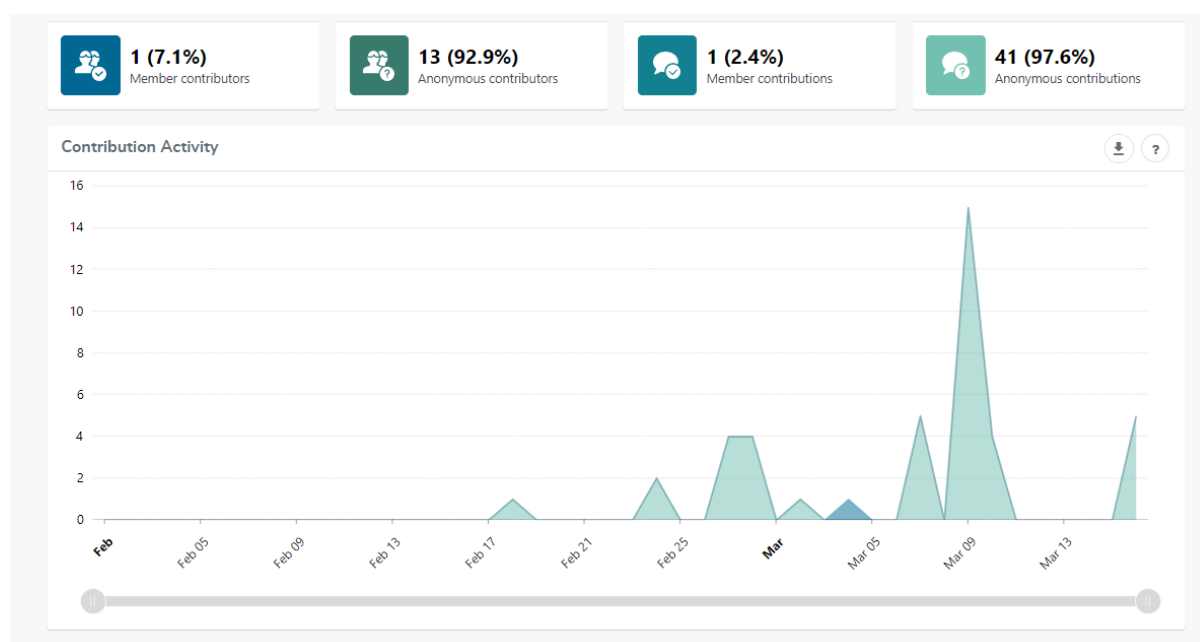 1 (7.1%)
Member contributors
13 (92.9%)
Anonymous contributors
1 (2.4%)
Member contributions
41 (97.6%)
Anonymous contributions
Contribution Activity
?
16
14
12
10
8
6
4
2
0
Feb
Feb 05
Feb 09
Feb 13
Feb 17
Feb 21
Feb 25
Mar
Mar 05
Mar 09
Mar 13